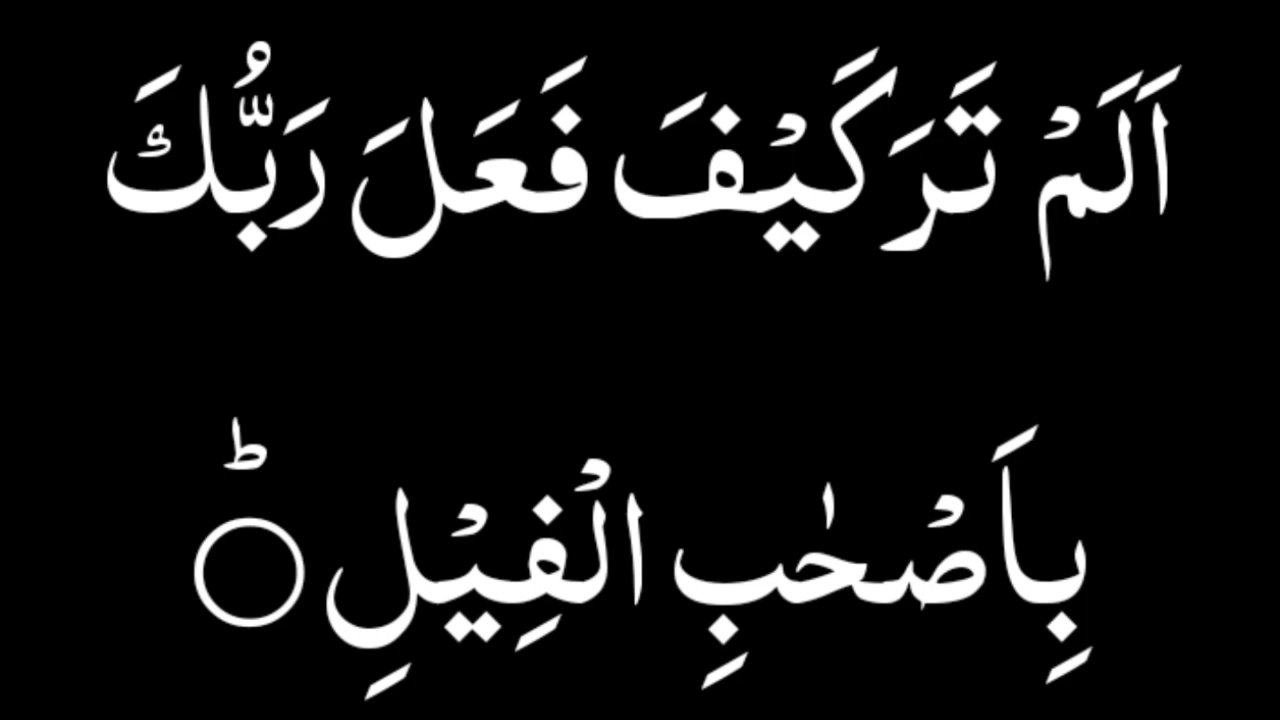 اَلَمْ تَرَكَيْفَ فَعَلَ رَبُّكَ
بِاَصْحٰبِ الْفِيْلِ ○ؕ